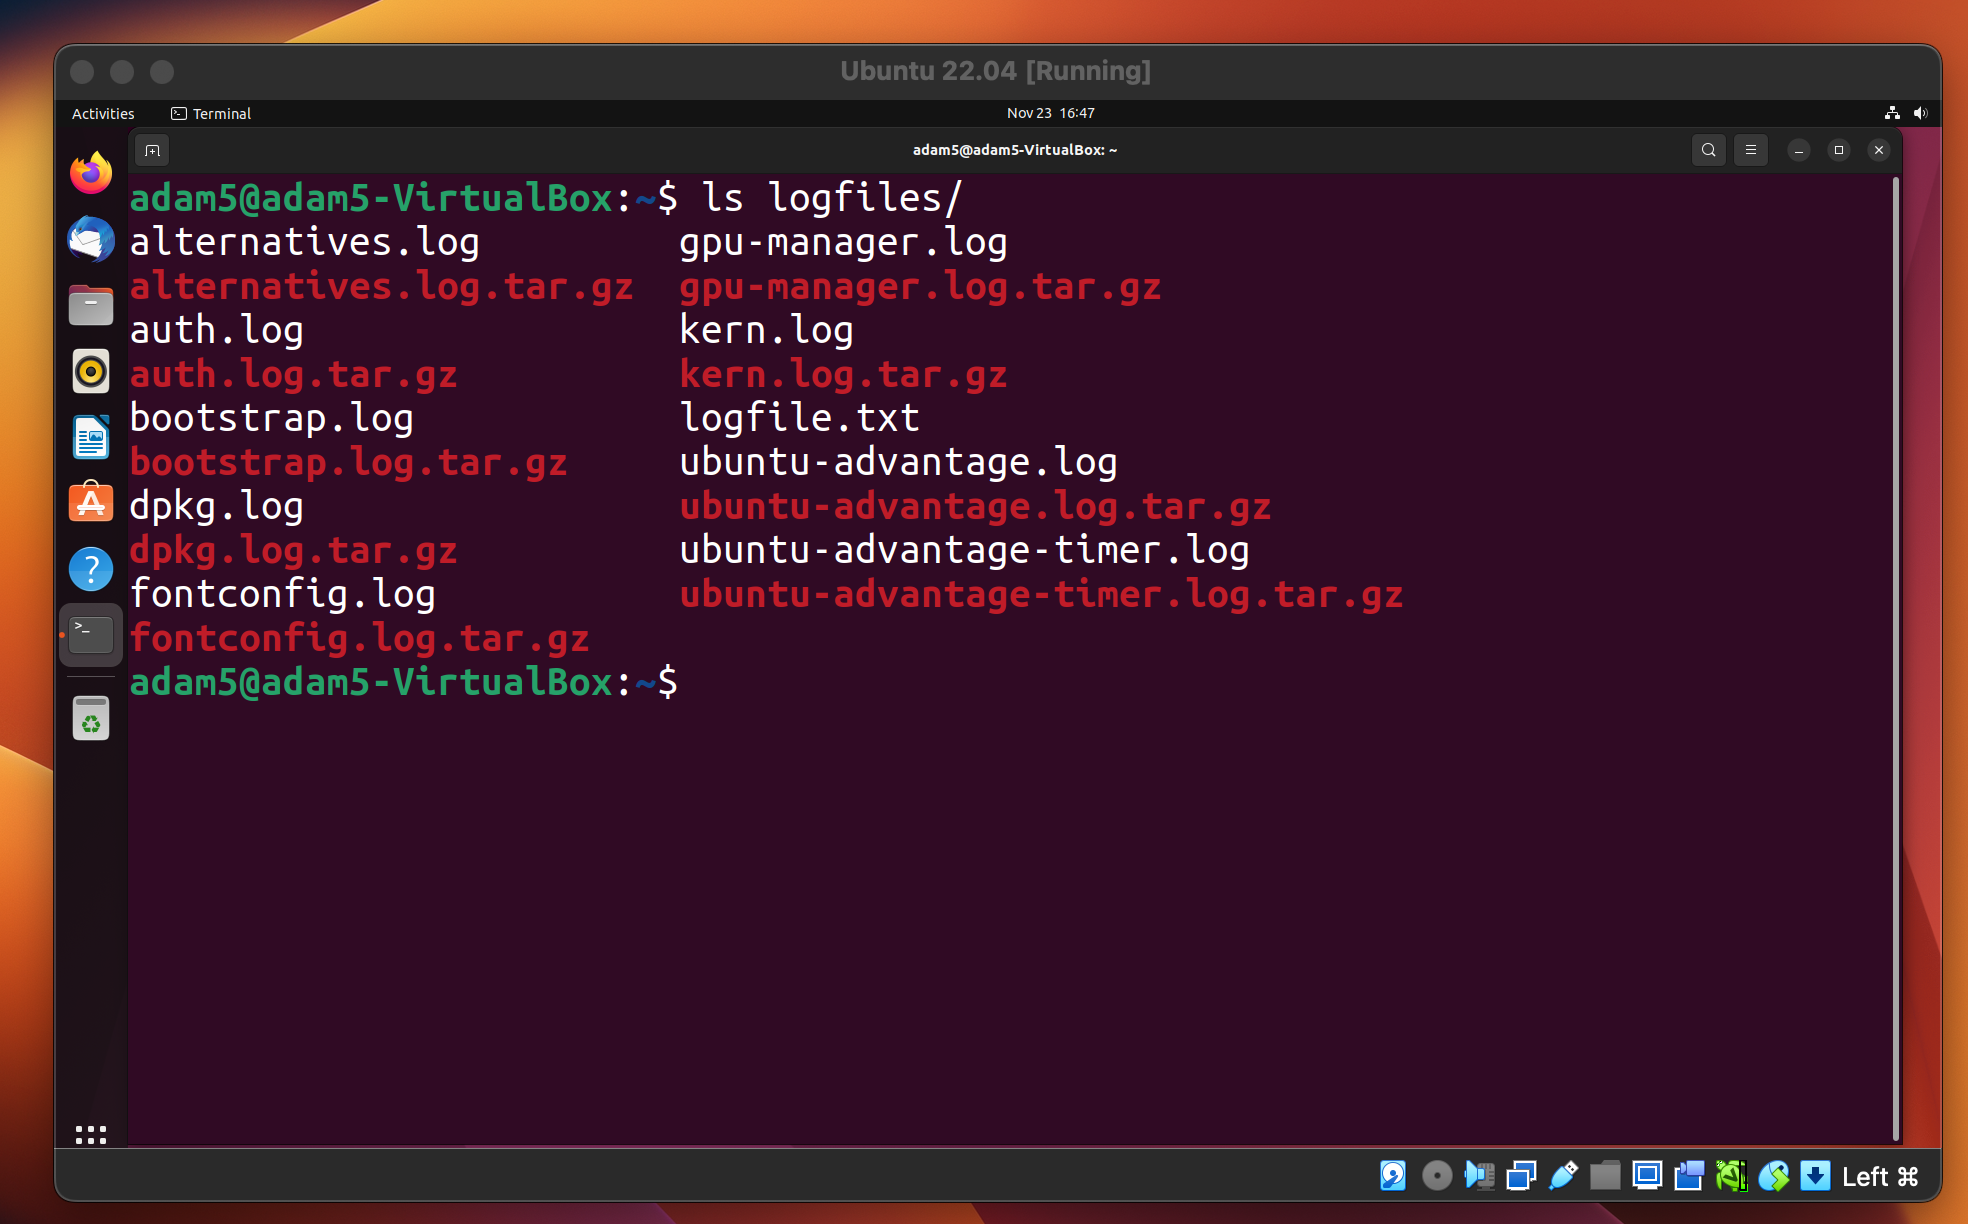 Ubuntu 22.04 [Running]
Activities Terminal Nov 23 16:47
adam5@adam5-VirtualBox: ~
adam5@adam5-VirtualBox:~$ ls logfiles/
alternatives.log gpu-manager.log
alternatives.log.tar.gz gpu-manager.log.tar.gz
auth.log kern.log
auth.log.tar.gz kern.log.tar.gz
bootstrap.log logfile.txt
bootstrap.log.tar.gz ubuntu-advantage.log
dpkg.log ubuntu-advantage.log.tar.gz
dpkg.log.tar.gz ubuntu-advantage-timer.log
fontconfig.log ubuntu-advantage-timer.log.tar.gz
fontconfig.log.tar.gz
adam5@adam5-VirtualBox:~$
Left ⌘